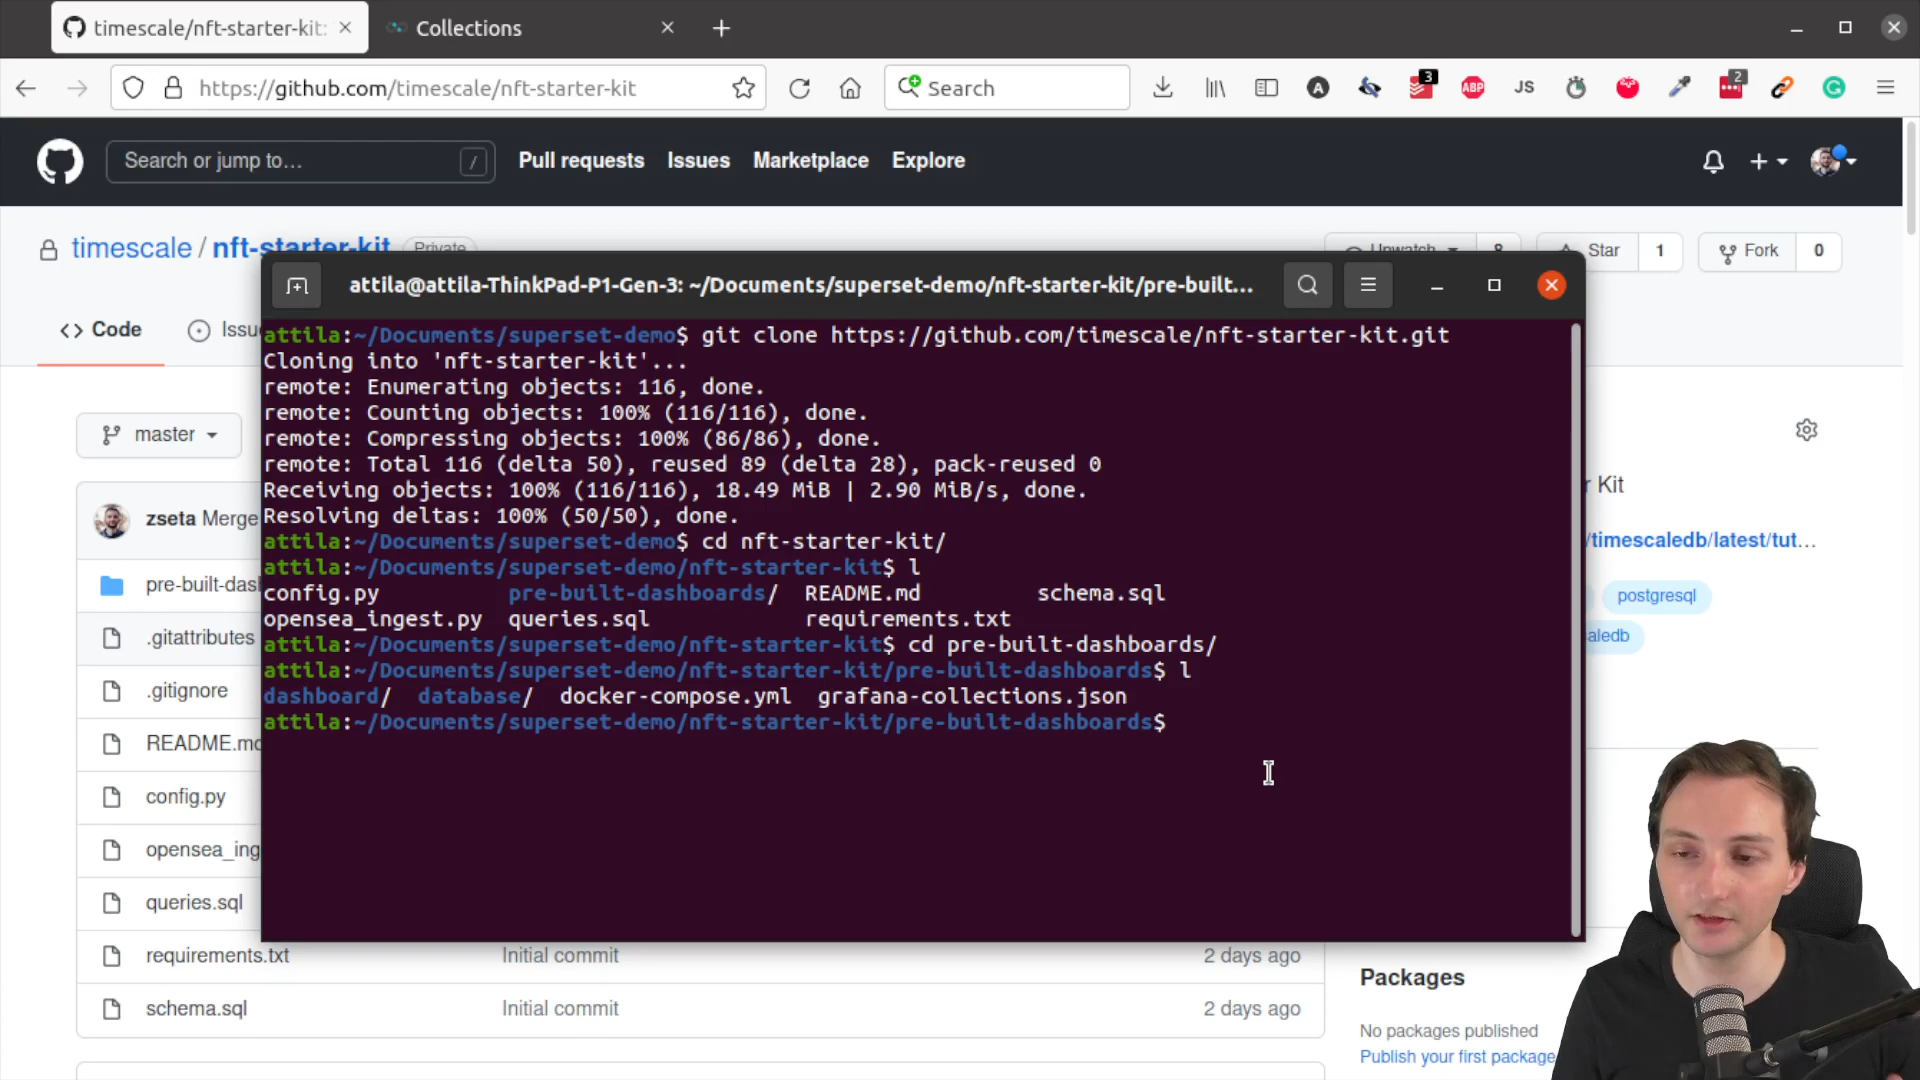 timescale/nft-starter-kit:
Collections
https://github.com/timescale/nft-starter-kit
Search
A
3
ABP
JS
2
Search or jump to…
/
Pull requests
Issues
Marketplace
Explore
timescale / nft-starter-kit
Private
Unwatch
8
Star
1
Fork
0
Code
Issu
attila@attila-ThinkPad-P1-Gen-3: ~/Documents/superset-demo/nft-starter-kit/pre-built...
attila:~/Documents/superset-demo$ git clone https://github.com/timescale/nft-starter-kit.git
Cloning into 'nft-starter-kit'...
remote: Enumerating objects: 116, done.
remote: Counting objects: 100% (116/116), done.
remote: Compressing objects: 100% (86/86), done.
remote: Total 116 (delta 50), reused 89 (delta 28), pack-reused 0
Receiving objects: 100% (116/116), 18.49 MiB | 2.90 MiB/s, done.
Resolving deltas: 100% (50/50), done.
attila:~/Documents/superset-demo$ cd nft-starter-kit/
attila:~/Documents/superset-demo/nft-starter-kit$ l
config.py pre-built-dashboards/ README.md schema.sql
opensea_ingest.py queries.sql requirements.txt
attila:~/Documents/superset-demo/nft-starter-kit$ cd pre-built-dashboards/
attila:~/Documents/superset-demo/nft-starter-kit/pre-built-dashboards$ l
dashboard/ database/ docker-compose.yml grafana-collections.json
attila:~/Documents/superset-demo/nft-starter-kit/pre-built-dashboards$
master
zseta Merge
pre-built-das
.gitattributes
.gitignore
README.m
config.py
opensea_ing
queries.sql
requirements.txt
Initial commit
2 days ago
schema.sql
Initial commit
2 days ago
r Kit
/timescaledb/latest/tut…
postgresql
aledb
Packages
No packages published
Publish your first package